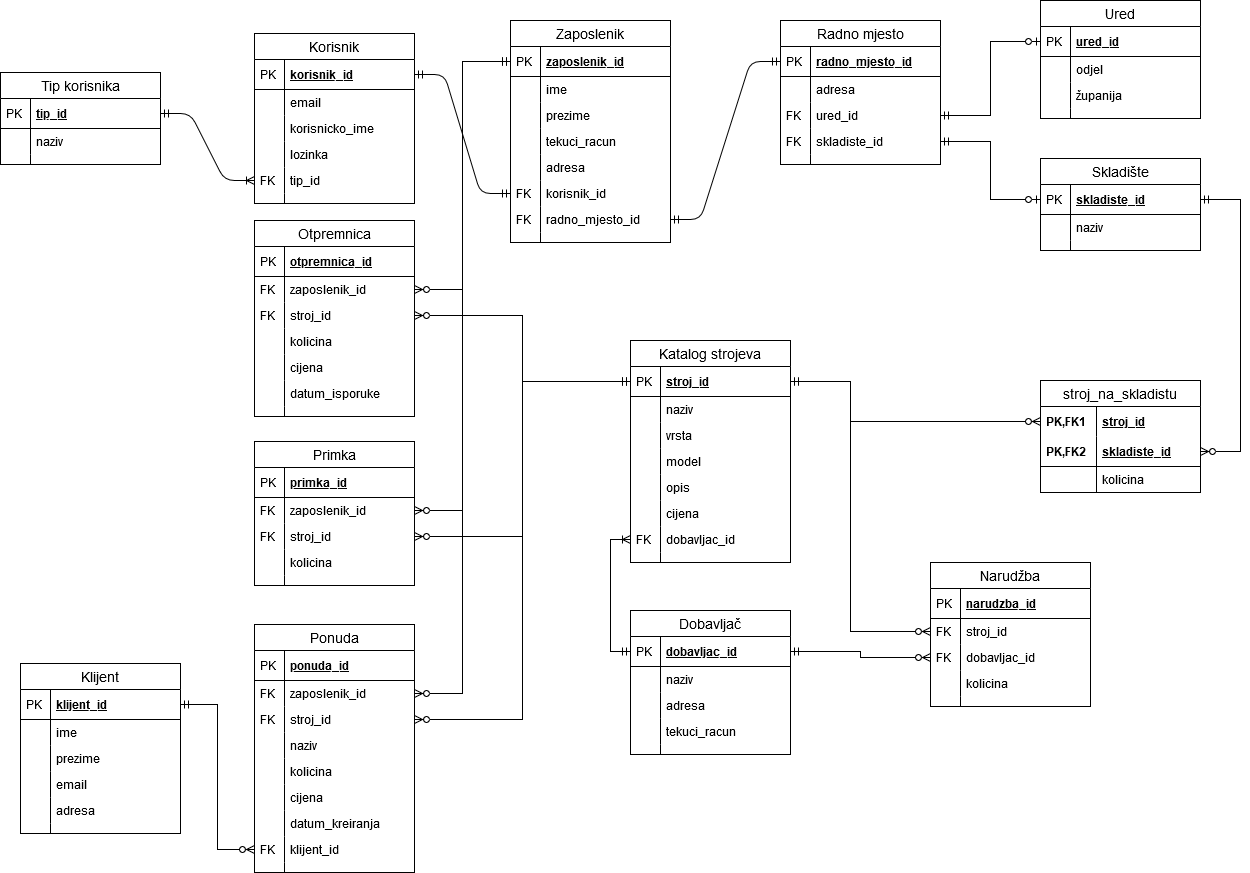 Tip korisnika
PK tip_id
naziv
Korisnik
PK korisnik_id
email
korisnicko_ime
lozinka
FK tip_id
Zaposlenik
PK zaposlenik_id
ime
prezime
tekuci_racun
adresa
FK korisnik_id
FK radno_mjesto_id
Radno mjesto
PK radno_mjesto_id
adresa
FK ured_id
FK skladiste_id
Ured
PK ured_id
odjel
županija
Skladište
PK skladiste_id
naziv
Otpremnica
PK otpremnica_id
FK zaposlenik_id
FK stroj_id
kolicina
cijena
datum_isporuke
Primka
PK primka_id
FK zaposlenik_id
FK stroj_id
kolicina
Katalog strojeva
PK stroj_id
naziv
vrsta
model
opis
cijena
FK dobavljac_id
stroj_na_skladistu
PK,FK1 stroj_id
PK,FK2 skladiste_id
kolicina
Narudžba
PK narudzba_id
FK stroj_id
FK dobavljac_id
kolicina
Dobavljač
PK dobavljac_id
naziv
adresa
tekuci_racun
Ponuda
PK ponuda_id
FK zaposlenik_id
FK stroj_id
naziv
kolicina
cijena
datum_kreiranja
FK klijent_id
Klijent
PK klijent_id
ime
prezime
email
adresa